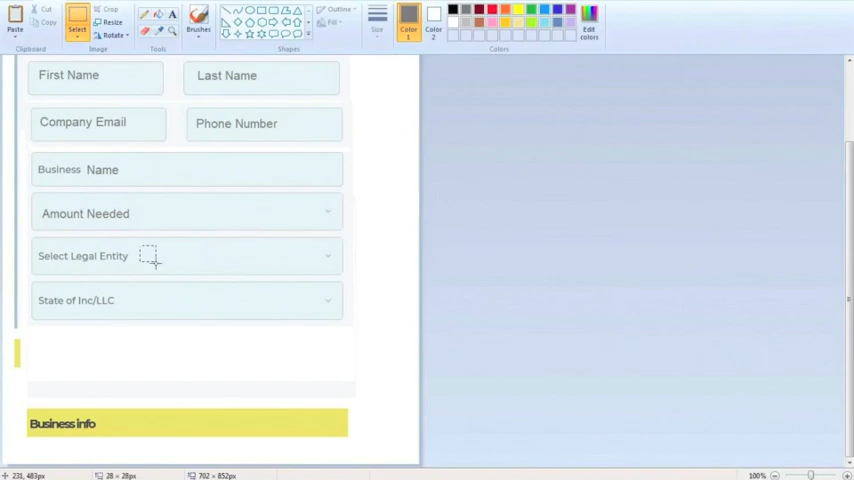 Paste
Cut
Copy
Clipboard
Select
Crop
Resize
Rotate
Image
Tools
Brushes
Shapes
Outline
Fill
Size
Color
1
Color
2
Colors
Edit
colors
First Name
Last Name
Company Email
Phone Number
Business Name
Amount Needed
Select Legal Entity
State of Inc/LLC
Business info
231, 483px
28 × 28px
702 × 852px
100%